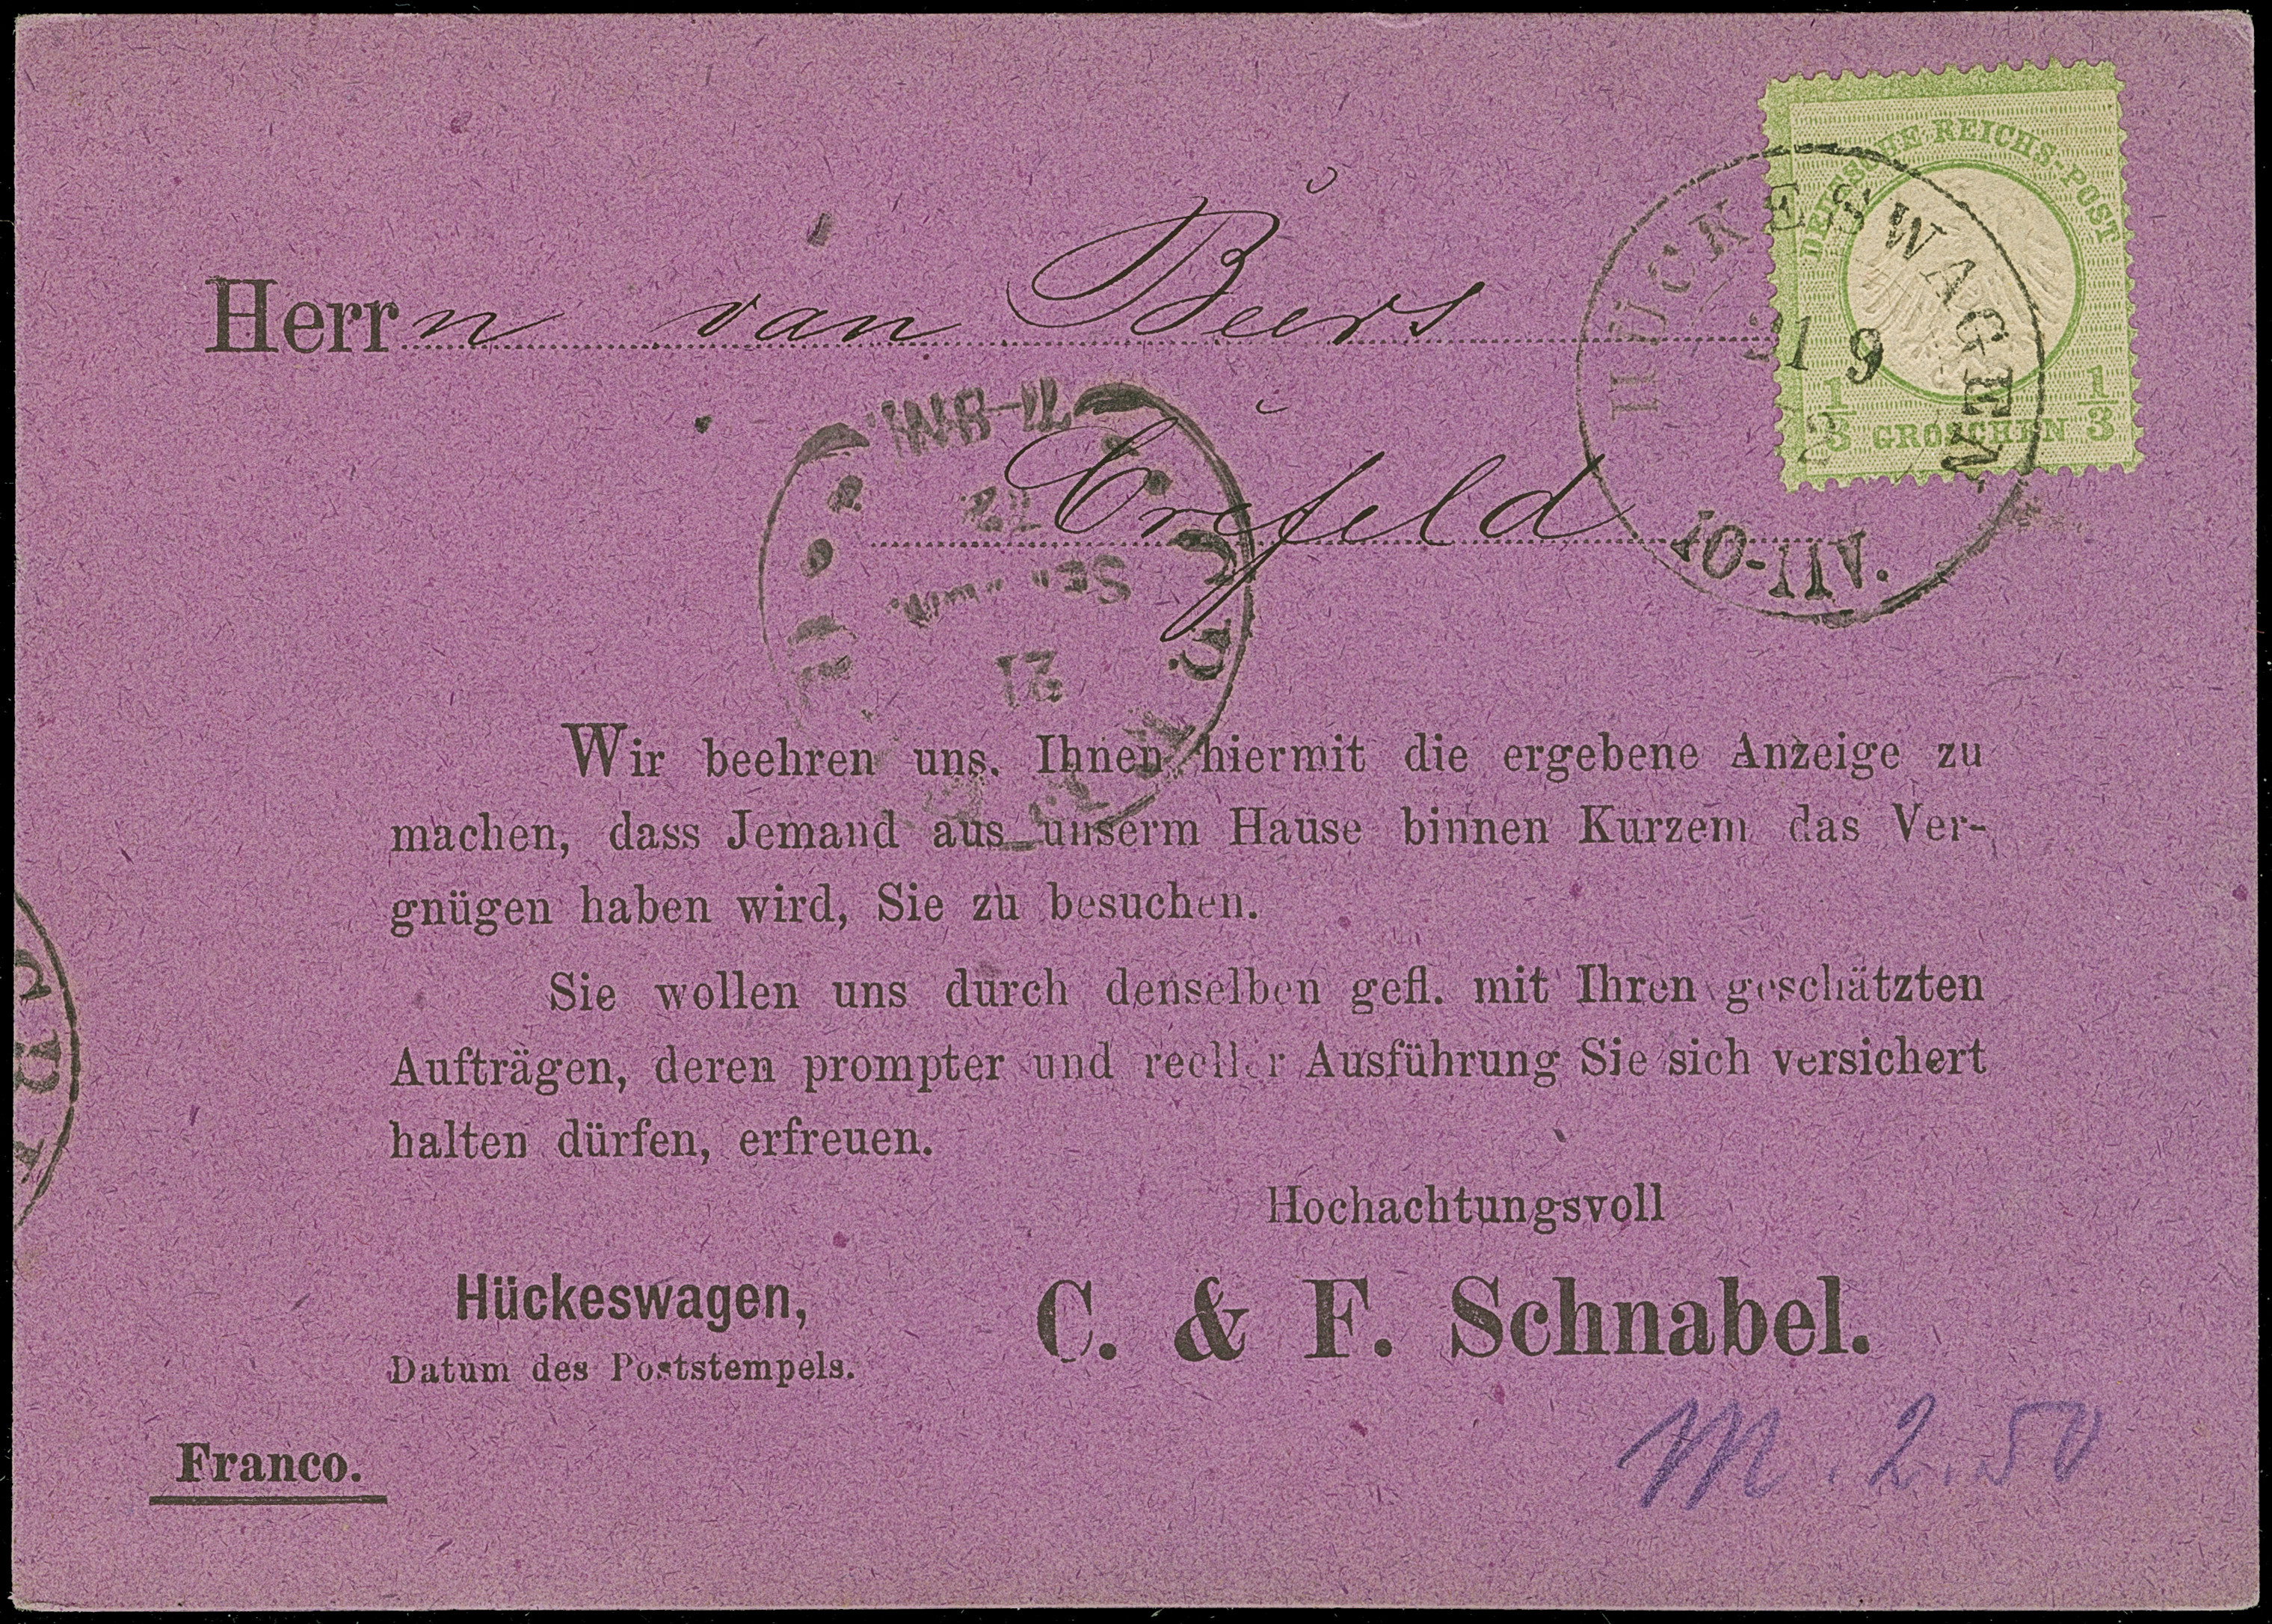 DEUTSCHE REICHS-POST
1/3 GROSCHEN 1/3
HÜCKESWAGEN
21 9
Herrn van Beers
Crefeld
72
21
Wir beehren uns, Ihnen hiermit die ergebene Anzeige zu
machen, dass Jemand aus unserm Hause binnen Kurzem das Ver-
gnügen haben wird, Sie zu besuchen.
Sie wollen uns durch denselben gefl. mit Ihren geschätzten
Aufträgen, deren prompter und reeller Ausführung Sie sich versichert
halten dürfen, erfreuen.
Hochachtungsvoll
Hückeswagen,
C. & F. Schnabel.
Datum des Poststempels.
Franco.
M. 2.50